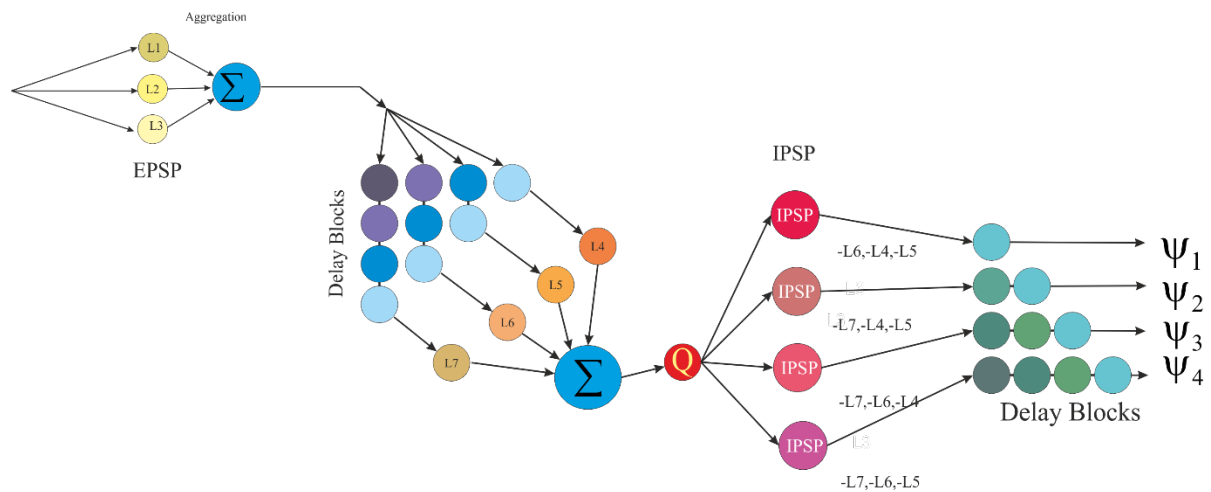 Aggregation
L1
L2
L3
Σ
EPSP
Delay Blocks
L4
L5
L6
L7
Σ
Q
IPSP
IPSP
-L6,-L4,-L5
IPSP
-L7,-L4,-L5
IPSP
-L7,-L6,-L4
IPSP
-L7,-L6,-L5
ψ1
ψ2
ψ3
ψ4
Delay Blocks